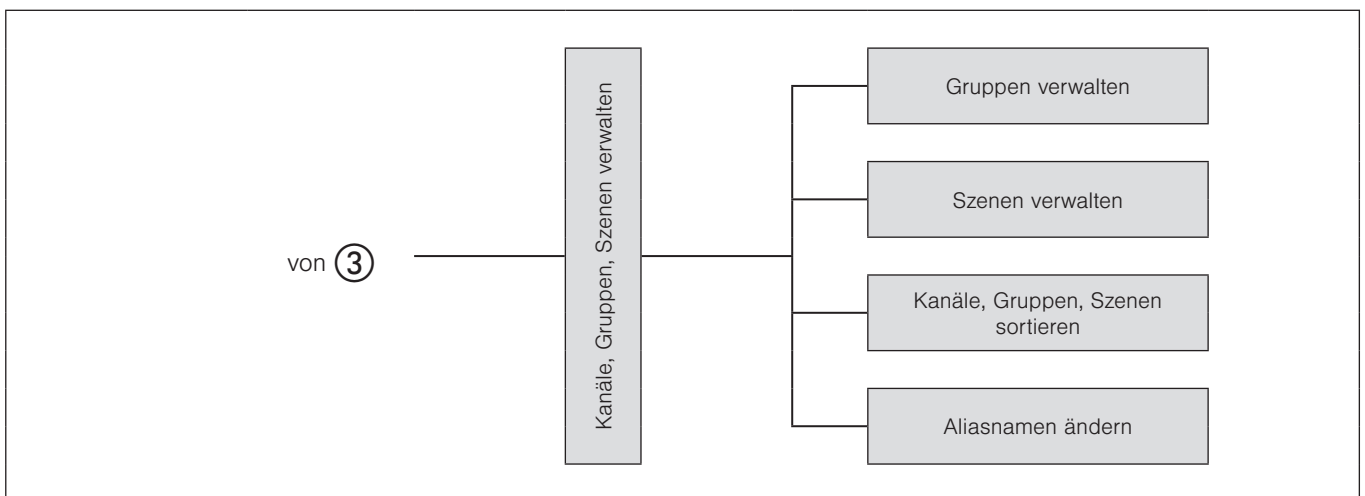 von ③
Kanäle, Gruppen, Szenen verwalten
Gruppen verwalten
Szenen verwalten
Kanäle, Gruppen, Szenen
sortieren
Aliasnamen ändern